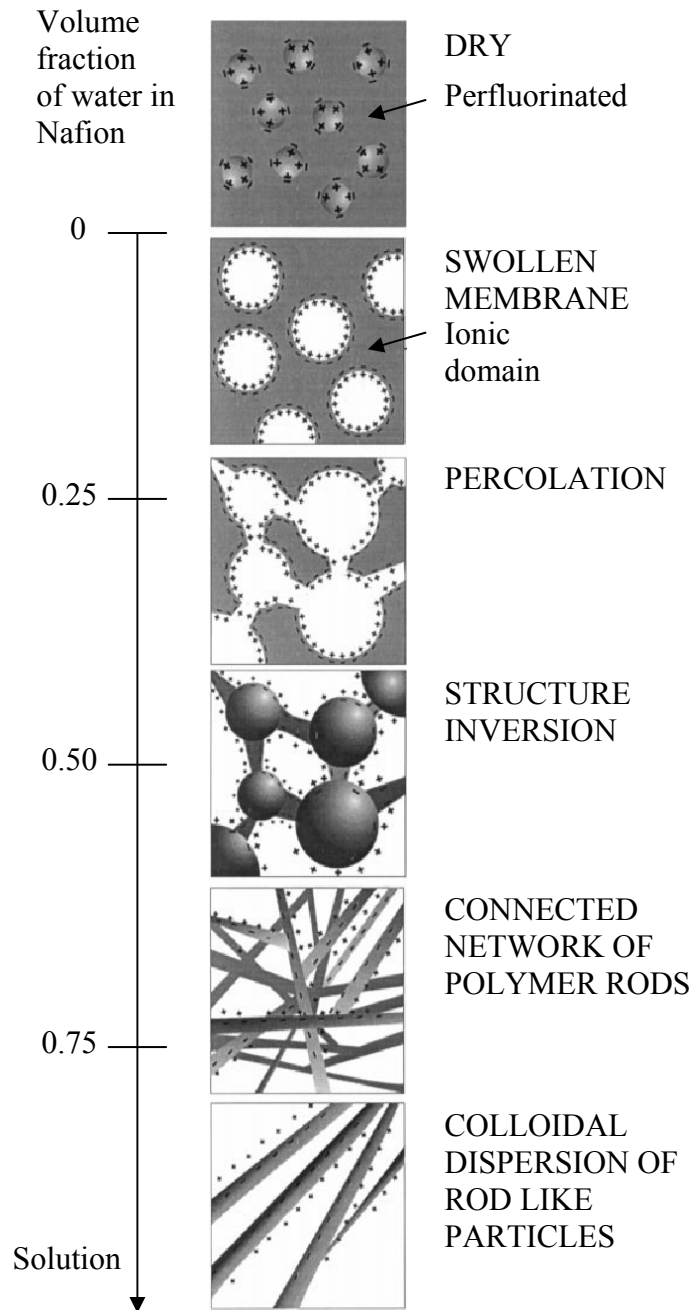 Volume
fraction
of water in
Nafion
DRY
Perfluorinated
0
SWOLLEN
MEMBRANE
Ionic
domain
0.25
PERCOLATION
STRUCTURE
INVERSION
0.50
CONNECTED
NETWORK OF
POLYMER RODS
0.75
COLLOIDAL
DISPERSION OF
ROD LIKE
PARTICLES
Solution